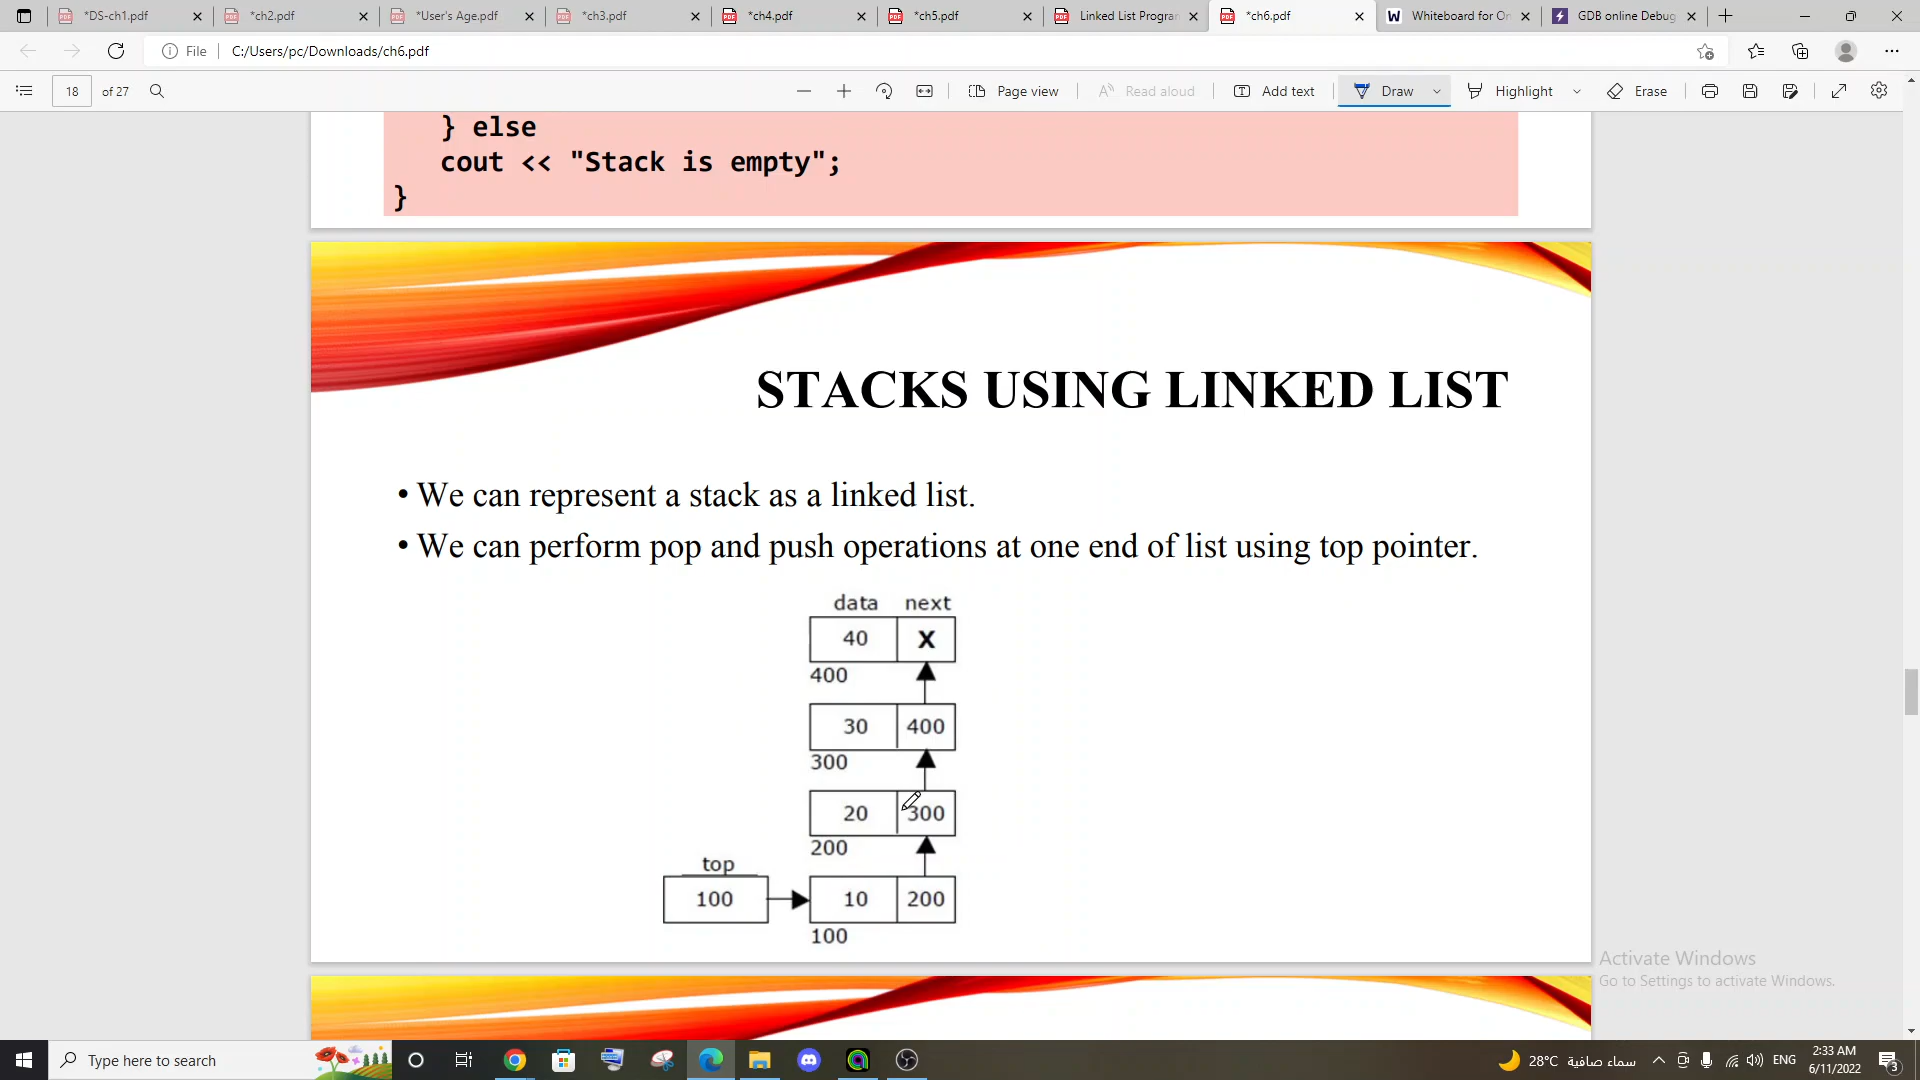 *DS-ch1.pdf
*ch2.pdf
*User's Age.pdf
*ch3.pdf
*ch4.pdf
*ch5.pdf
Linked List Progran
*ch6.pdf
Whiteboard for On
GDB online Debug
File
C:/Users/pc/Downloads/ch6.pdf
18 of 27
Page view
Read aloud
Add text
Draw
Highlight
Erase
} else
cout << "Stack is empty";
}
STACKS USING LINKED LIST
• We can represent a stack as a linked list.
• We can perform pop and push operations at one end of list using top pointer.
data next
40 X
400
30 400
300
20 300
200
top
100 10 200
100
Activate Windows
Go to Settings to activate Windows.
Type here to search
28°C سماء صافية
ENG
2:33 AM
6/11/2022
3